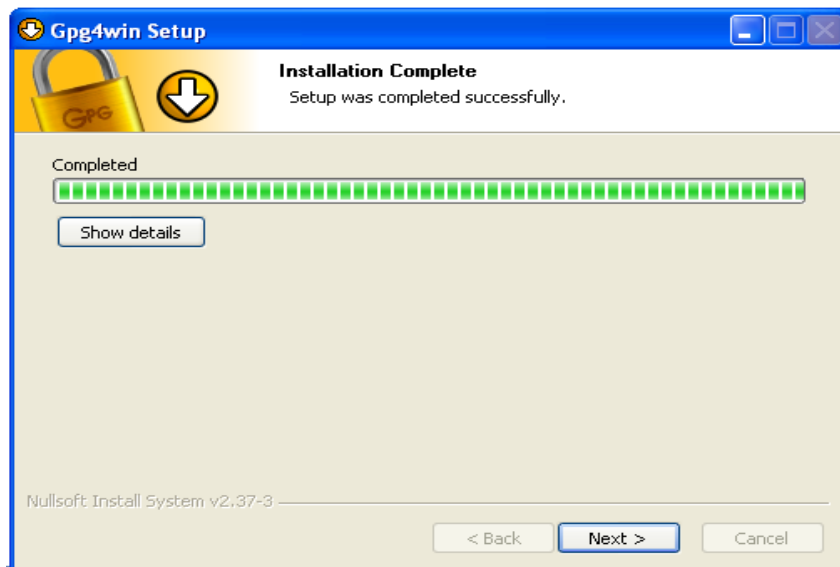 Gpg4win Setup
Installation Complete
Setup was completed successfully.
GPG
Completed
Show details
Nullsoft Install System v2.37-3
< Back
Next >
Cancel